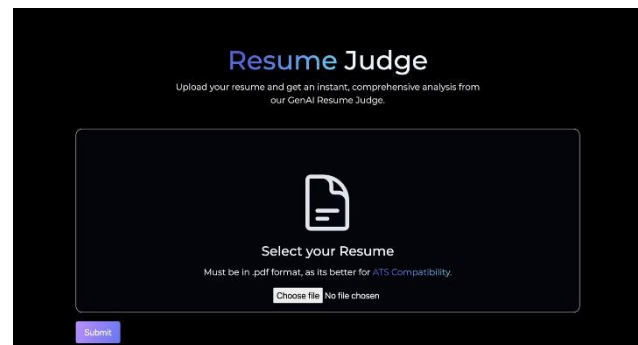 Resume Judge
Upload your resume and get an instant, comprehensive analysis from
our GenAI Resume Judge.
Select your Resume
Must be in .pdf format, as its better for ATS Compatibility.
Choose file No file chosen
Submit